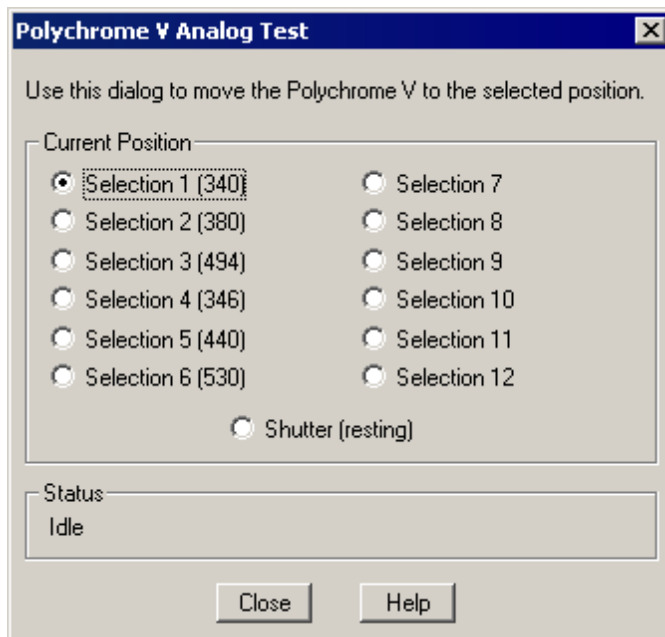 Polychrome V Analog Test
Use this dialog to move the Polychrome V to the selected position.
Current Position
Selection 1 (340)
Selection 2 (380)
Selection 3 (494)
Selection 4 (346)
Selection 5 (440)
Selection 6 (530)
Selection 7
Selection 8
Selection 9
Selection 10
Selection 11
Selection 12
Shutter (resting)
Status
Idle
Close
Help